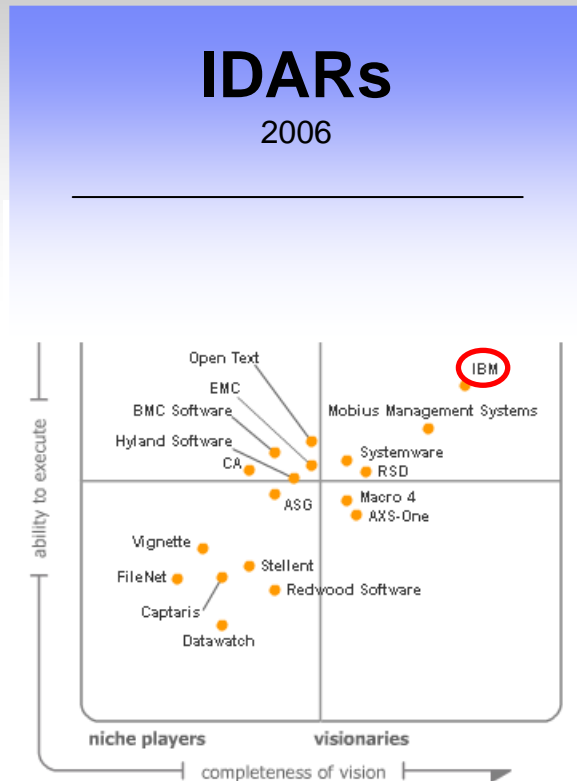 IDARs
2006
Open Text
IBM
EMC
BMC Software
Mobius Management Systems
Hyland Software
Systemware
CA
RSD
ASG
Macro 4
AXS-One
Vignette
Stellent
FileNet
Redwood Software
Captaris
Datawatch
ability to execute
niche players
visionaries
completeness of vision